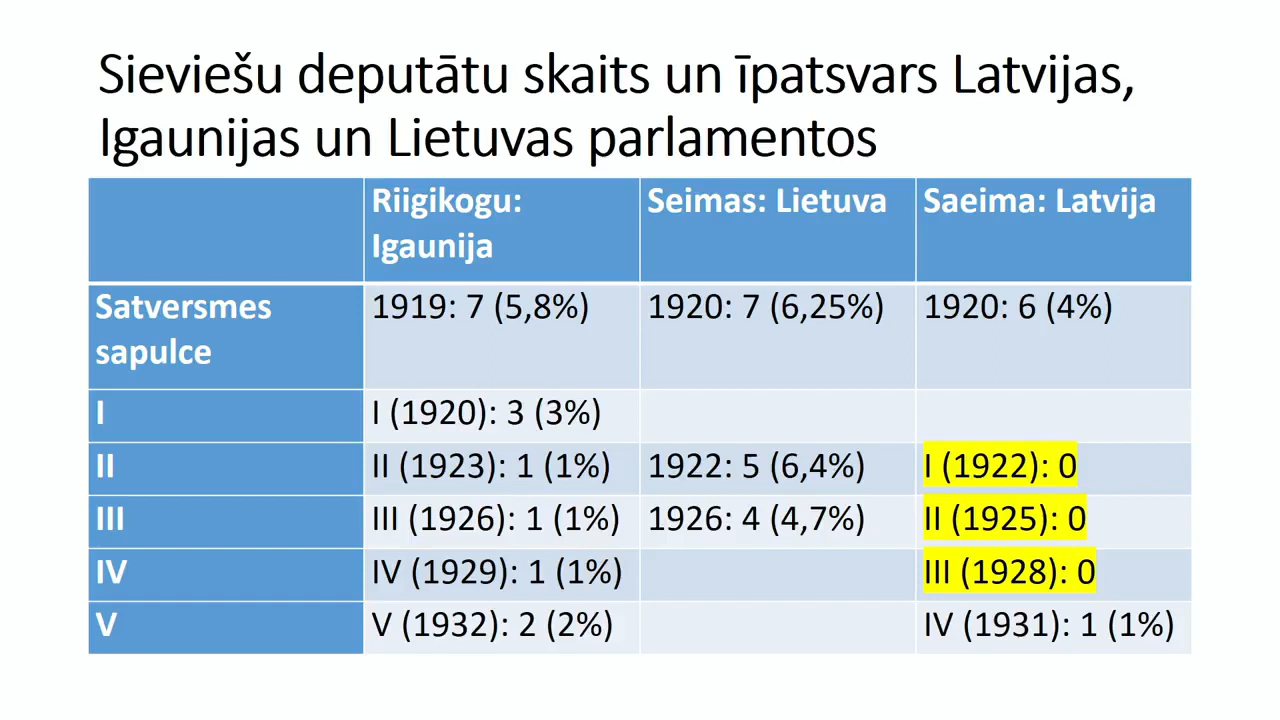 Sieviešu deputātu skaits un īpatsvars Latvijas,
Igaunijas un Lietuvas parlamentos
Riigikogu: Igaunija
Seimas: Lietuva
Saeima: Latvija
Satversmes sapulce
1919: 7 (5,8%)
1920: 7 (6,25%)
1920: 6 (4%)
I
I (1920): 3 (3%)
II
II (1923): 1 (1%)
1922: 5 (6,4%)
I (1922): 0
III
III (1926): 1 (1%)
1926: 4 (4,7%)
II (1925): 0
IV
IV (1929): 1 (1%)
III (1928): 0
V
V (1932): 2 (2%)
IV (1931): 1 (1%)